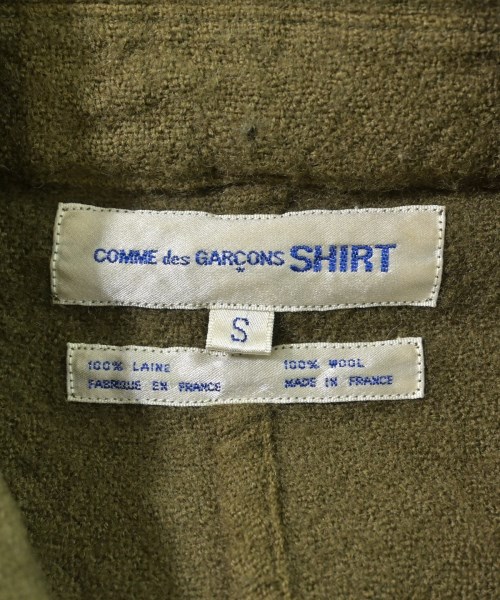 COMME des GARÇONS SHIRT
S
100% LAINE 100% WOOL
FABRIQUE EN FRANCE MADE IN FRANCE